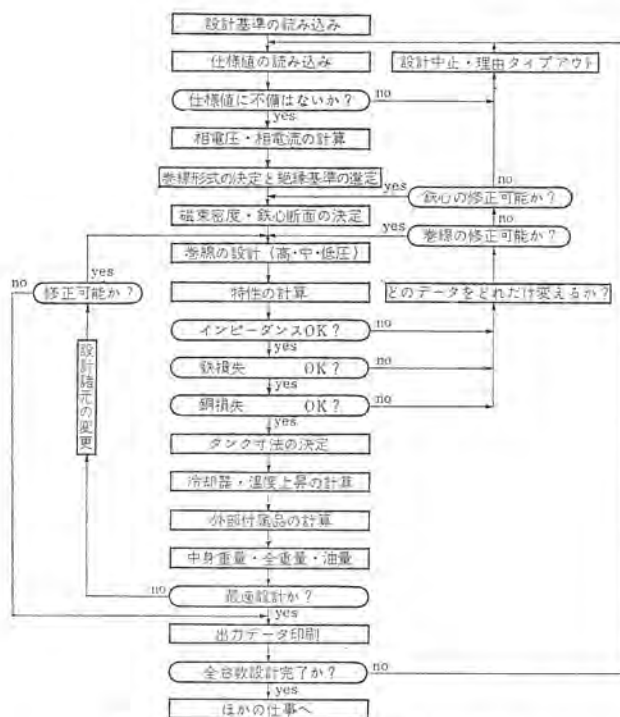 設計基準の読み込み
仕様値の読み込み
設計中止・理由タイプアウト
仕様値に不備はないか?
no
yes
相電圧・相電流の計算
巻線形式の決定と絶縁基準の選定
yes
no
鉄心の修正可能か?
磁束密度・鉄心断面の決定
yes
no
巻線の修正可能か?
巻線の設計(高・中・低圧)
no
yes
修正可能か?
特性の計算
どのデータをどれだけ変えるか?
インピーダンスOK?
no
yes
鉄損失 OK?
no
yes
銅損失 OK?
no
yes
設計諸元の変更
タンク寸法の決定
冷却器・温度上昇の計算
外部付属品の計算
中身重量・全重量・油量
no
最適設計か?
yes
出力データ印刷
全台数設計完了か?
no
yes
ほかの仕事へ